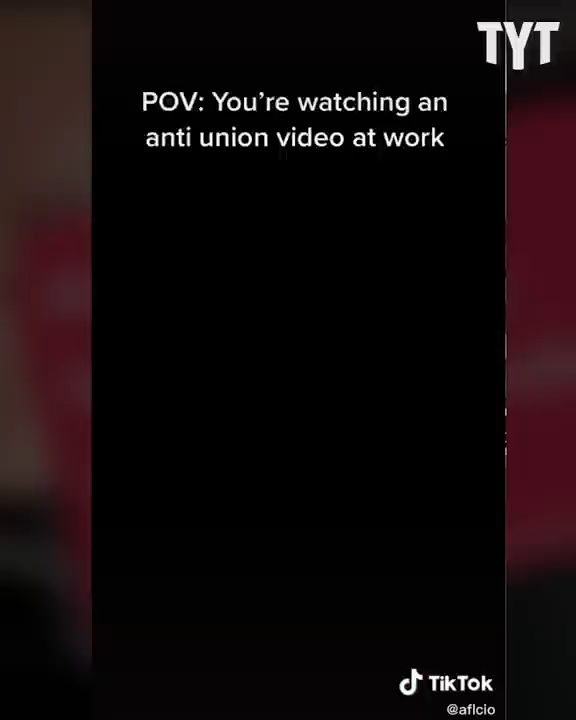 TYT
POV: You're watching an
anti union video at work
TikTok
@aflcio